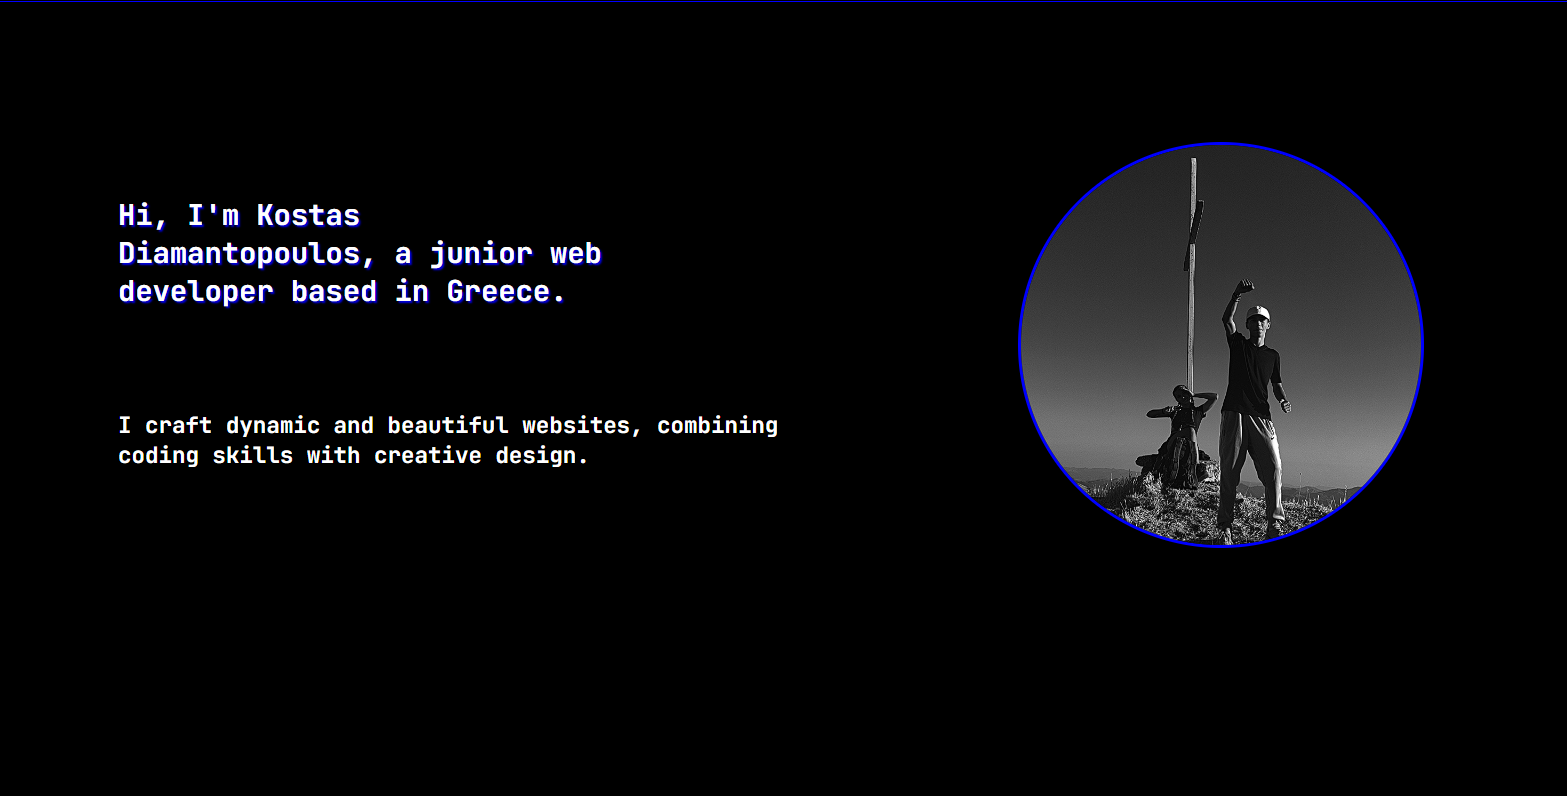 Hi, I'm Kostas
Diamantopoulos, a junior web
developer based in Greece.
I craft dynamic and beautiful websites, combining
coding skills with creative design.